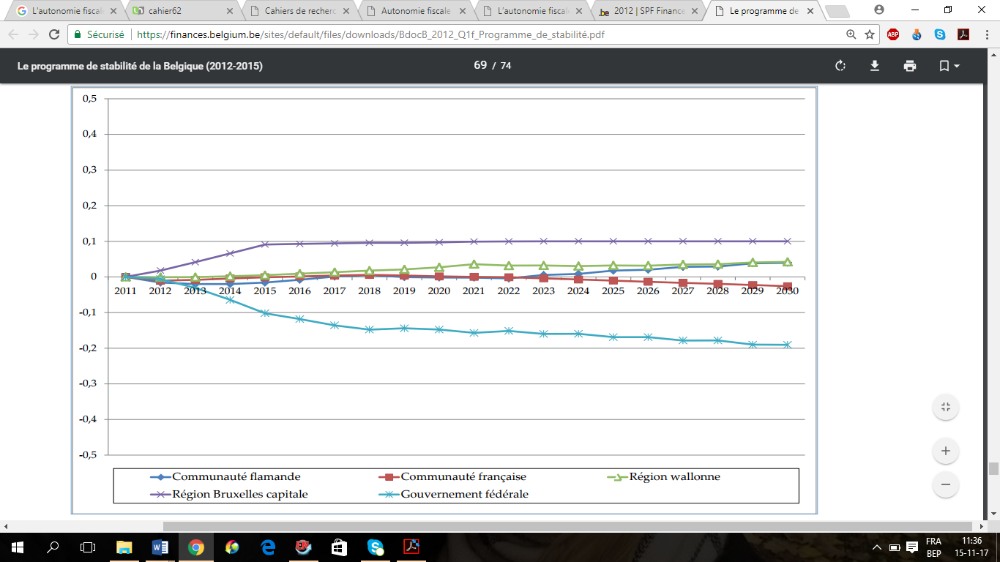 L'autonomie fiscal
cahier62
Cahiers de recherc
Autonomie fiscale
L'autonomie fiscal
2012 | SPF Finance
Le programme de
Sécurisé
https://finances.belgium.be/sites/default/files/downloads/BdocB_2012_Q1f_Programme_de_stabilité.pdf
ABP
Le programme de stabilité de la Belgique (2012-2015)
69 / 74
0,5
0,4
0,3
0,2
0,1
0
2011 2012 2013 2014 2015 2016 2017 2018 2019 2020 2021 2022 2023 2024 2025 2026 2027 2028 2029 2030
-0,1
-0,2
-0,3
-0,4
-0,5
Communauté flamande Communauté française Région wallonne
Région Bruxelles capitale Gouvernement fédérale
FRA 11:36
BEP 15-11-17